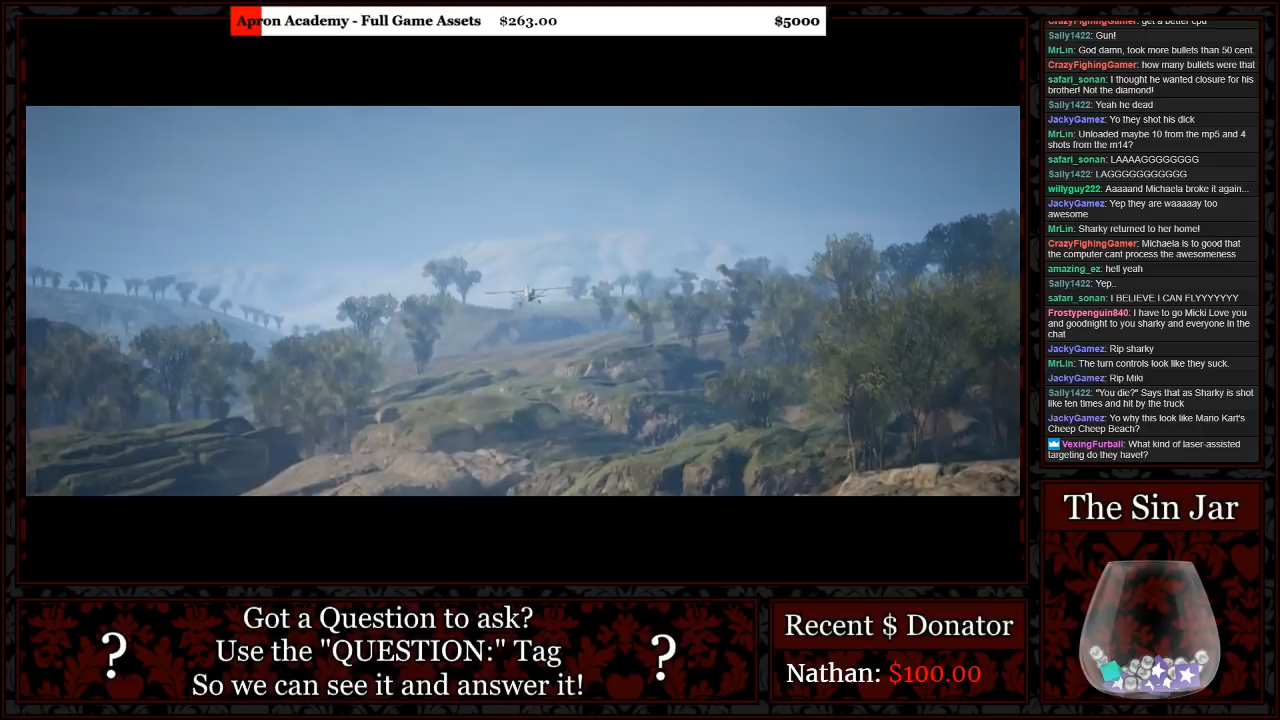 Apron Academy - Full Game Assets $263.00 $5000
CrazyFighingGamer: get a better cpu
Sally1422: Gun!
MrLin: God damn, took more bullets than 50 cent.
CrazyFighingGamer: how many bullets were that
safari_sonan: I thought he wanted closure for his
brother! Not the diamond!
Sally1422: Yeah he dead
JackyGamez: Yo they shot his dick
MrLin: Unloaded maybe 10 from the mp5 and 4
shots from the m14?
safari_sonan: LAAAAGGGGGGGG
Sally1422: LAGGGGGGGGGGG
willyguy222: Aaaaand Michaela broke it again...
JackyGamez: Yep they are waaaaay too
awesome
MrLin: Sharky returned to her home!
CrazyFighingGamer: Michaela is to good that
the computer cant process the awesomeness
amazing_ez: hell yeah
Sally1422: Yep..
safari_sonan: I BELIEVE I CAN FLYYYYYY
Frostypenguin840: I have to go Micki Love you
and goodnight to you sharky and everyone in the
chat
JackyGamez: Rip sharky
MrLin: The turn controls look like they suck.
JackyGamez: Rip Miki
Sally1422: "You die?" Says that as Sharky is shot
like ten times and hit by the truck
JackyGamez: Yo why this look like Mario Kart's
Cheep Cheep Beach?
VexingFurball: What kind of laser-assisted
targeting do they have!?
The Sin Jar
Got a Question to ask?
? Use the "QUESTION:" Tag ?
So we can see it and answer it!
Recent $ Donator
Nathan: $100.00